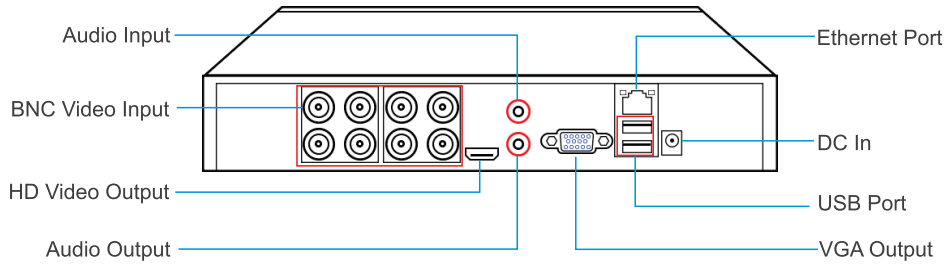 Audio Input
Ethernet Port
BNC Video Input
DC In
HD Video Output
USB Port
Audio Output
VGA Output